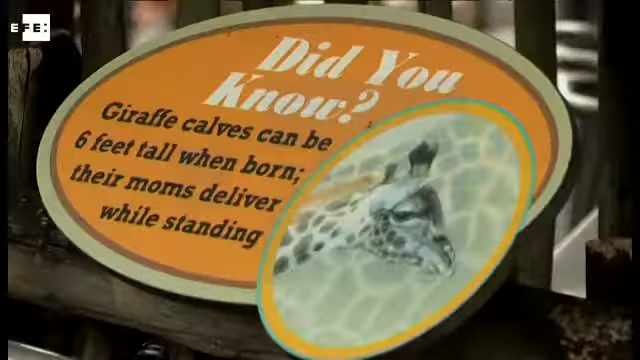 EFE:
Did You
Know?
Giraffe calves can be
6 feet tall when born;
their moms deliver
while standing